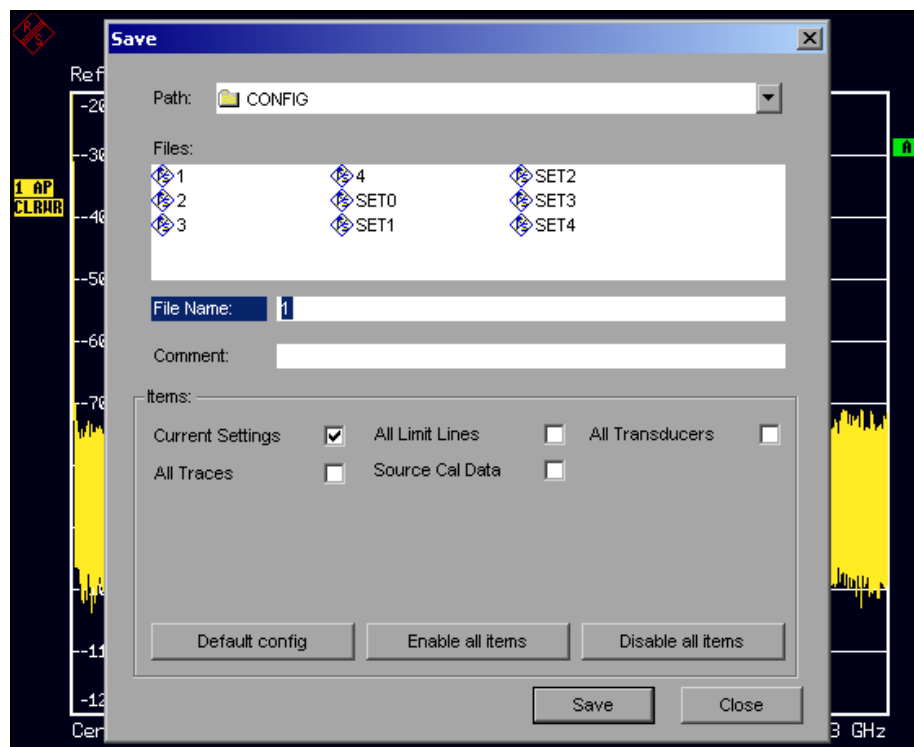 R S
Save
Ref
Path: CONFIG
Files:
1 4 SET2
2 SET0 SET3
3 SET1 SET4
File Name: 1
Comment:
Items:
Current Settings All Limit Lines All Transducers
All Traces Source Cal Data
Default config Enable all items Disable all items
Save Close
1 AP
CLRWR
A
-20
-30
-40
-50
-60
-70
-11
-12
Cen
3 GHz